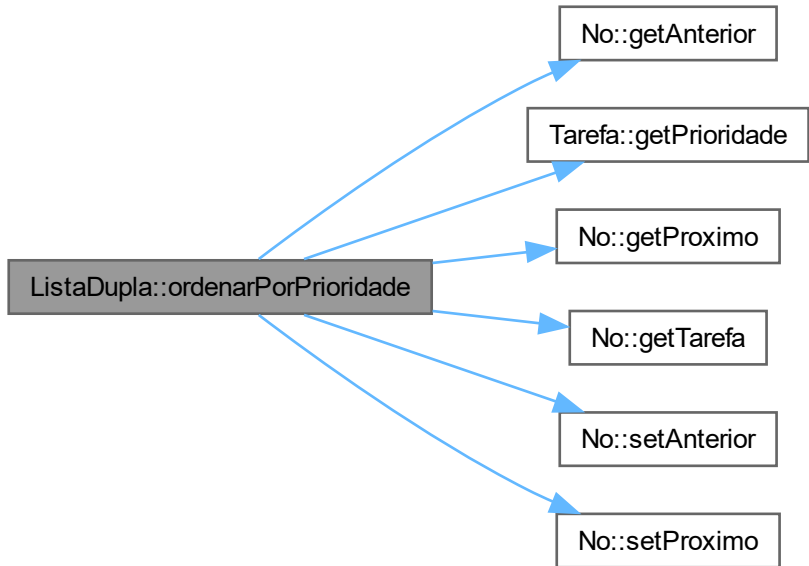 No::getAnterior
Tarefa::getPrioridade
No::getProximo
ListaDupla::ordenarPorPrioridade
No::getTarefa
No::setAnterior
No::setProximo